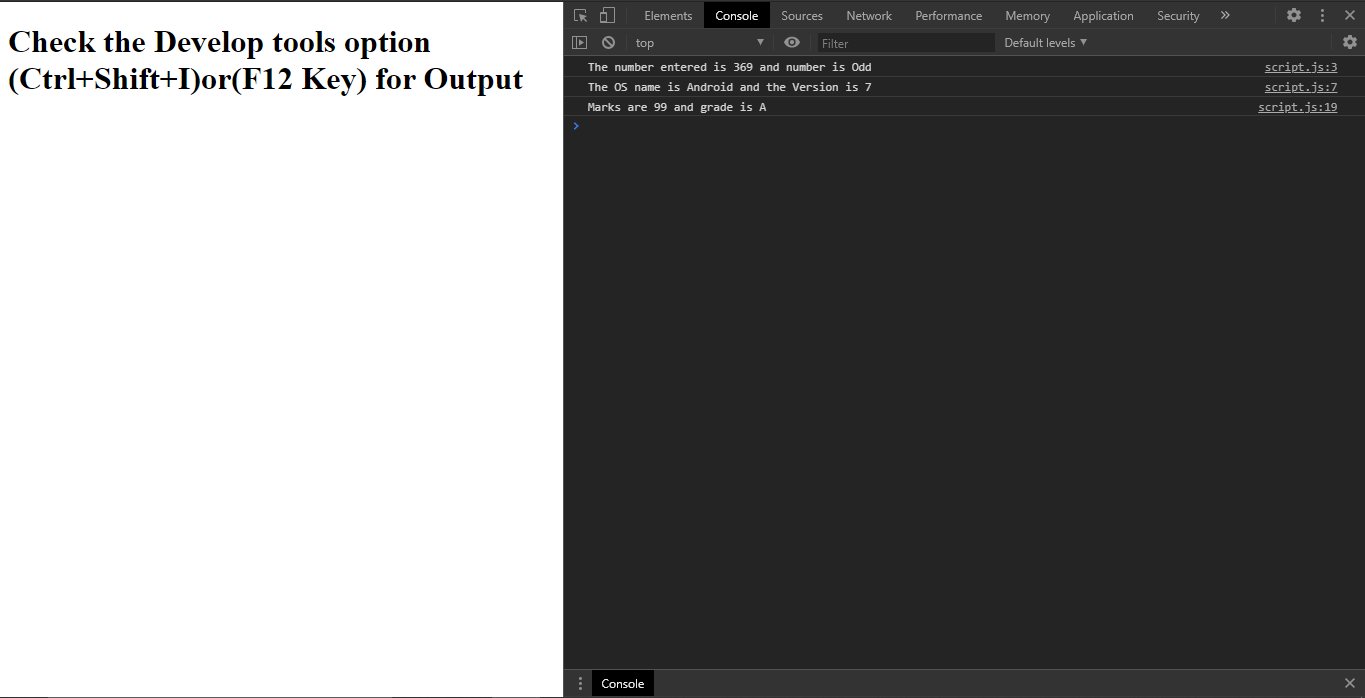 Check the Develop tools option
(Ctrl+Shift+I)or(F12 Key) for Output
Elements Console Sources Network Performance Memory Application Security »
top ▼ Filter Default levels ▼
The number entered is 369 and number is Odd script.js:3
The OS name is Android and the Version is 7 script.js:7
Marks are 99 and grade is A script.js:19
>
Console